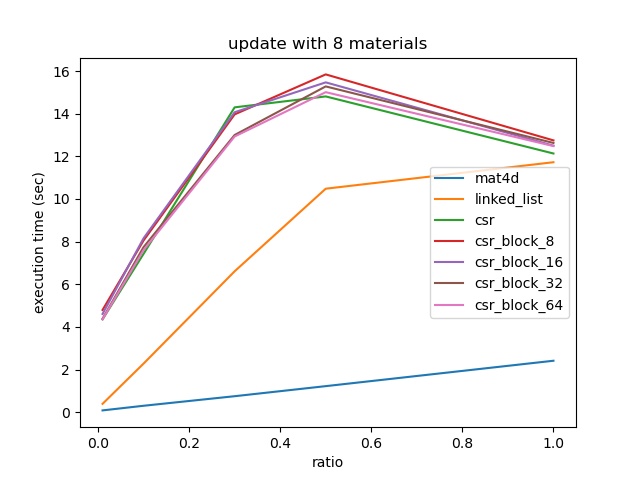 update with 8 materials
execution time (sec)
16
14
12
10
8
6
4
2
0
mat4d
linked_list
csr
csr_block_8
csr_block_16
csr_block_32
csr_block_64
0.0 0.2 0.4 0.6 0.8 1.0
ratio